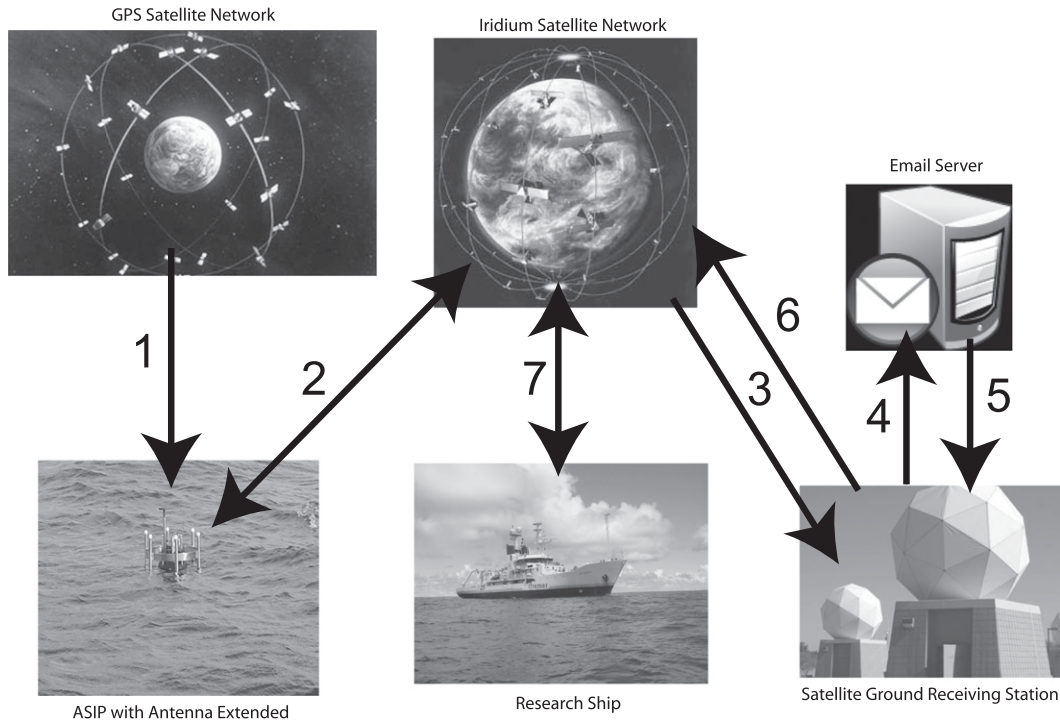 GPS Satellite Network
Iridium Satellite Network
Email Server
1
2
7
3
6
4
5
ASIP with Antenna Extended
Research Ship
Satellite Ground Receiving Station